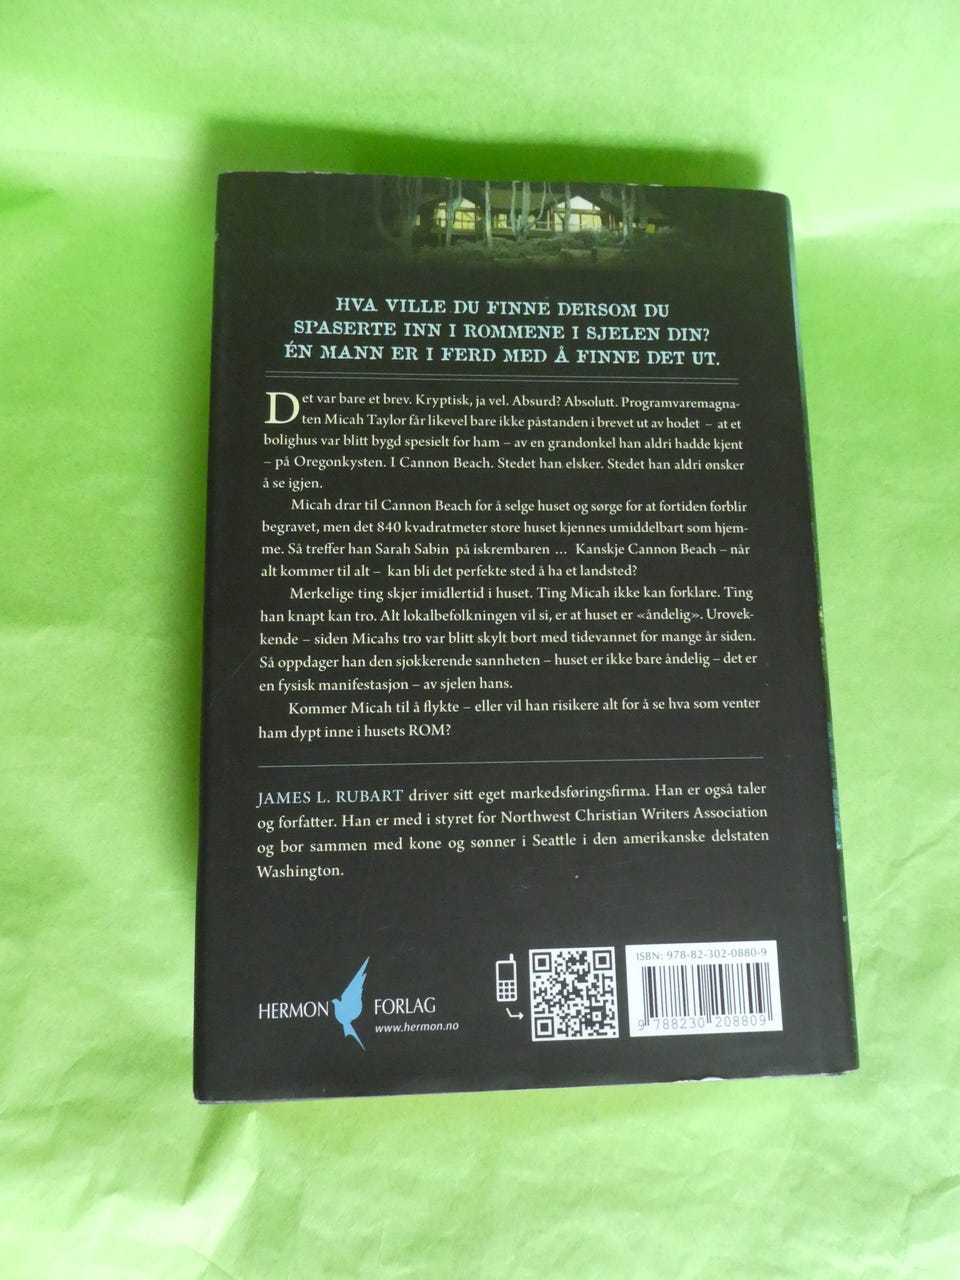 HVA VILLE DU FINNE DERSOM DU
SPASERTE INN I ROMMENE I SJELEN DIN?
ÉN MANN ER I FERD MED Å FINNE DET UT.
Det var bare et brev. Kryptisk, ja vel. Absurd? Absolutt. Programvaremagna-
ten Micah Taylor får likevel bare ikke påstanden i brevet ut av hodet – at et
bolighus var blitt bygd spesielt for ham – av en grandonkel han aldri hadde kjent
– på Oregonkysten. I Cannon Beach. Stedet han elsker. Stedet han aldri ønsker
å se igjen.
Micah drar til Cannon Beach for å selge huset og sørge for at fortiden forblir
begravet, men det 840 kvadratmeter store huset kjennes umiddelbart som hjem-
me. Så treffer han Sarah Sabin på iskrembaren ... Kanskje Cannon Beach – når
alt kommer til alt – kan bli det perfekte sted å ha et landsted?
Merkelige ting skjer imidlertid i huset. Ting Micah ikke kan forklare. Ting
han knapt kan tro. Alt lokalbefolkningen vil si, er at huset er «åndelig». Urovek-
kende – siden Micahs tro var blitt skylt bort med tidevannet for mange år siden.
Så oppdager han den sjokkerende sannheten – huset er ikke bare åndelig – det er
en fysisk manifestasjon – av sjelen hans.
Kommer Micah til å flykte – eller vil han risikere alt for å se hva som venter
ham dypt inne i husets ROM?
JAMES L. RUBART driver sitt eget markedsføringsfirma. Han er også taler
og forfatter. Han er med i styret for Northwest Christian Writers Association
og bor sammen med kone og sønner i Seattle i den amerikanske delstaten
Washington.
HERMON FORLAG
www.hermon.no
ISBN: 978-82-302-0880-9
9 788230 208809